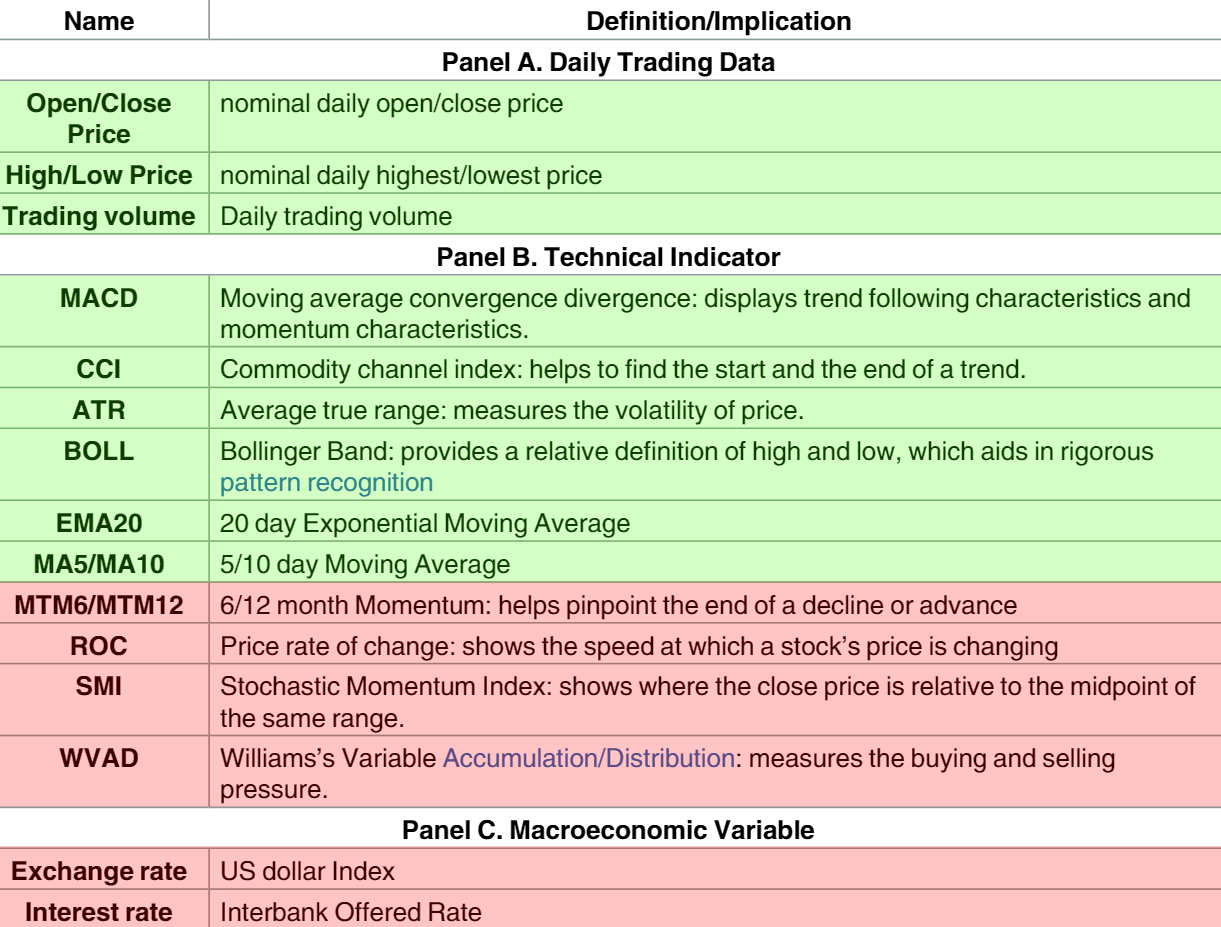 Name Definition/Implication
Panel A. Daily Trading Data
Open/Close nominal daily open/close price
Price
High/Low Price nominal daily highest/lowest price
Trading volume Daily trading volume
Panel B. Technical Indicator
MACD Moving average convergence divergence: displays trend following characteristics and
momentum characteristics.
CCI Commodity channel index: helps to find the start and the end of a trend.
ATR Average true range: measures the volatility of price.
BOLL Bollinger Band: provides a relative definition of high and low, which aids in rigorous
pattern recognition
EMA20 20 day Exponential Moving Average
MA5/MA10 5/10 day Moving Average
MTM6/MTM12 6/12 month Momentum: helps pinpoint the end of a decline or advance
ROC Price rate of change: shows the speed at which a stock's price is changing
SMI Stochastic Momentum Index: shows where the close price is relative to the midpoint of
the same range.
WVAD Williams's Variable Accumulation/Distribution: measures the buying and selling
pressure.
Panel C. Macroeconomic Variable
Exchange rate US dollar Index
Interest rate Interbank Offered Rate